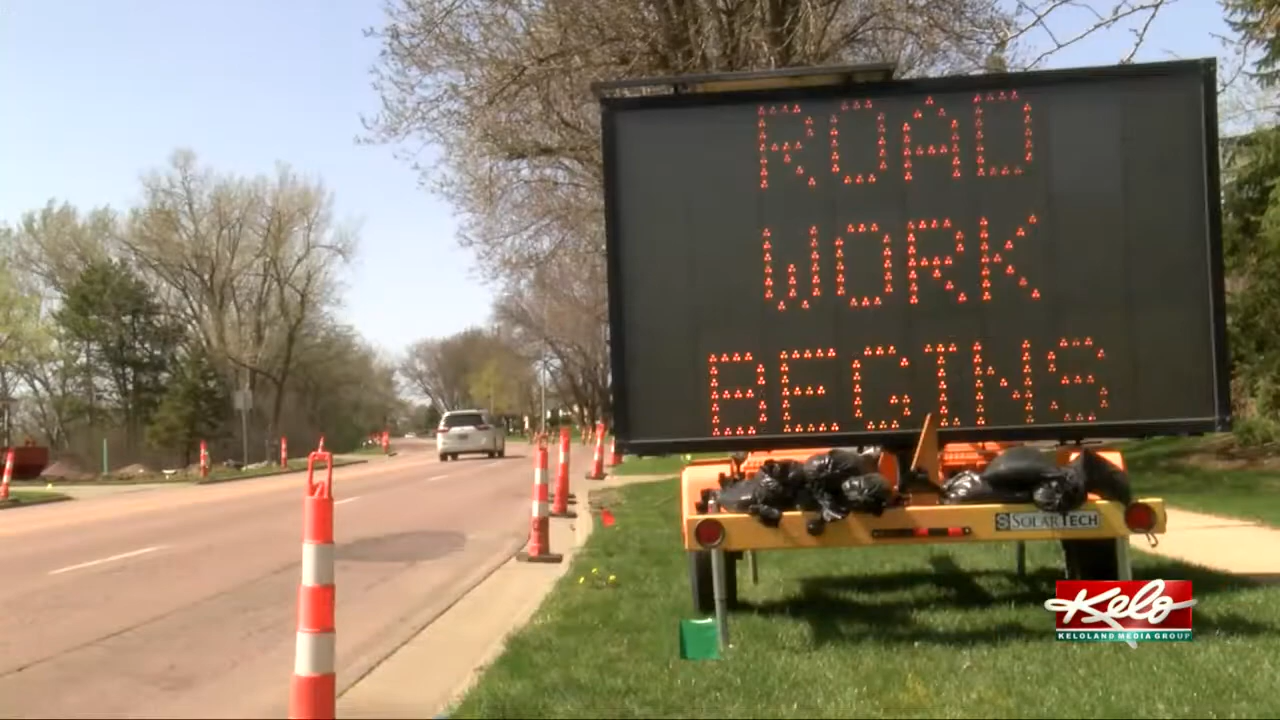 ROAD
WORK
BEGINS
SOLARTECH
Kelo
KELOLAND MEDIA GROUP